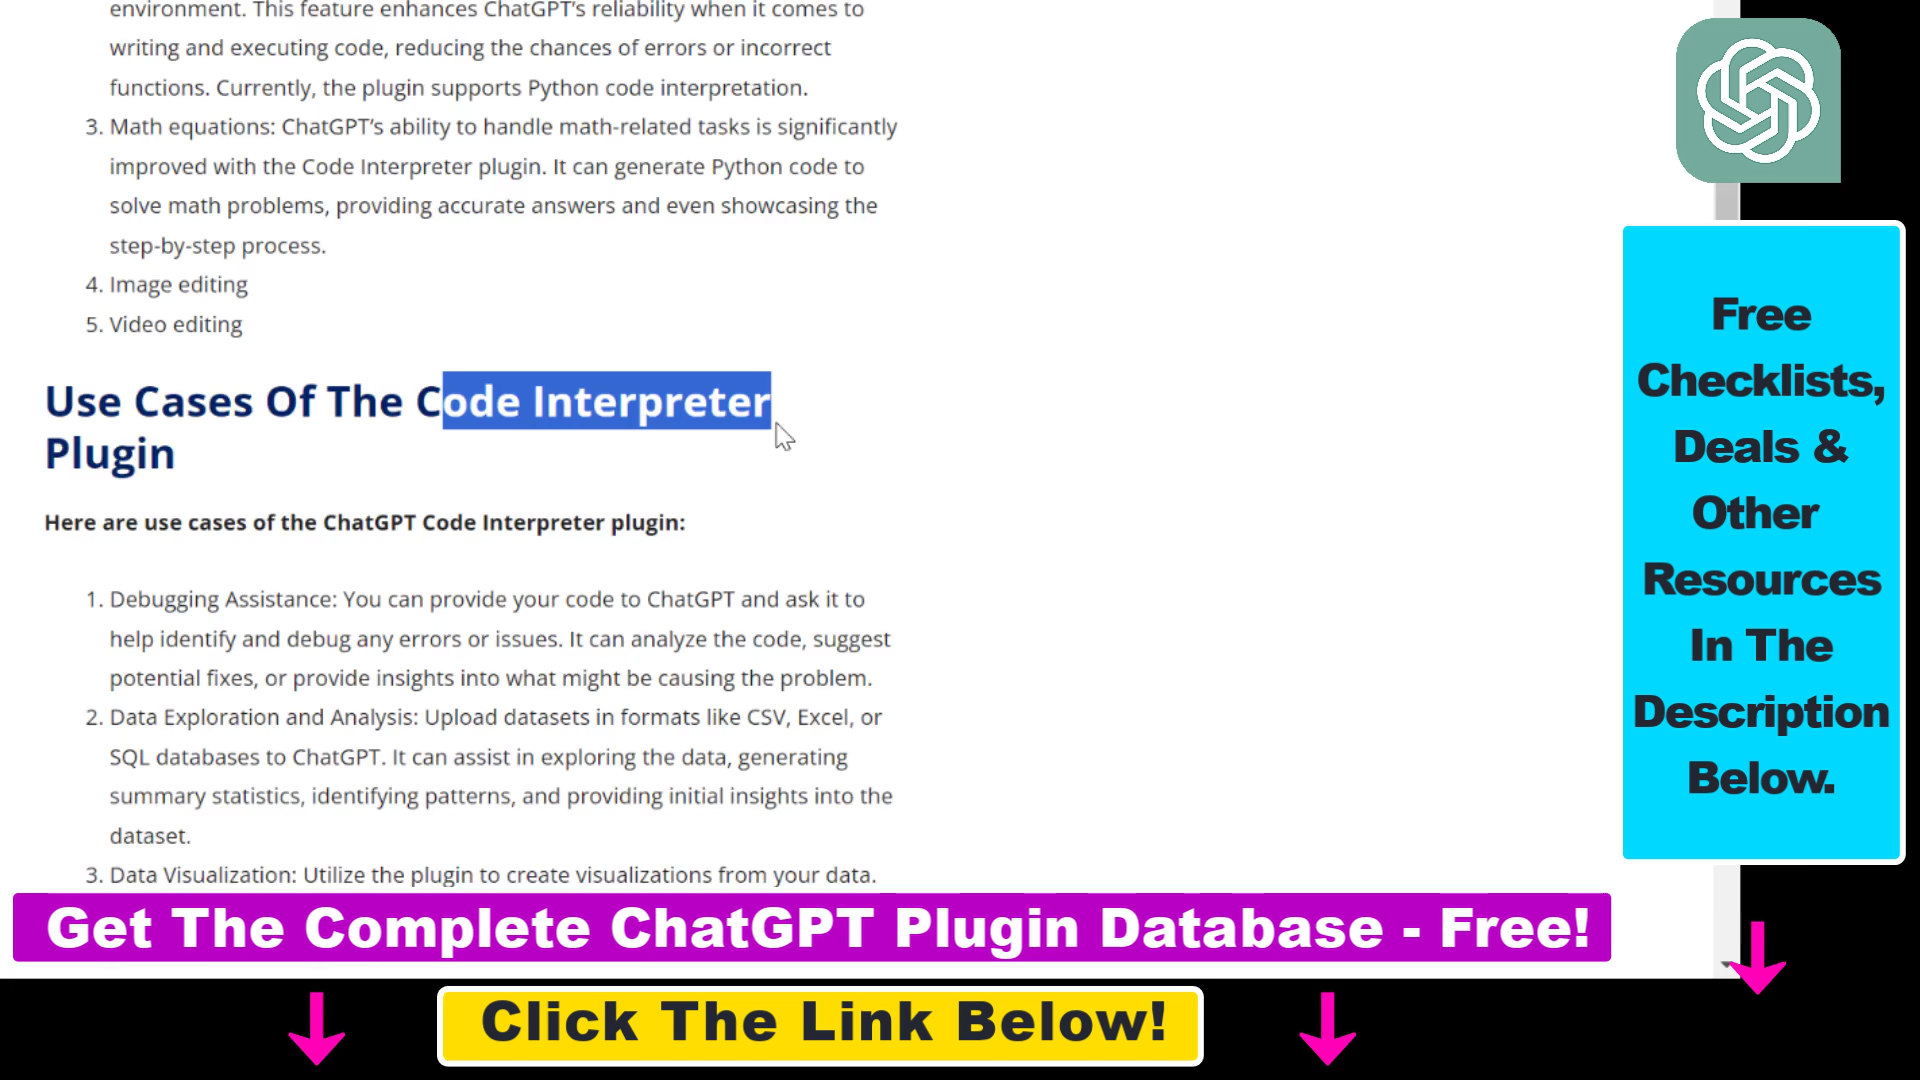 environment. This feature enhances ChatGPT’s reliability when it comes to
writing and executing code, reducing the chances of errors or incorrect
functions. Currently, the plugin supports Python code interpretation.
3. Math equations: ChatGPT’s ability to handle math-related tasks is significantly
improved with the Code Interpreter plugin. It can generate Python code to
solve math problems, providing accurate answers and even showcasing the
step-by-step process.
4. Image editing
5. Video editing
Use Cases Of The Code Interpreter
Plugin
Here are use cases of the ChatGPT Code Interpreter plugin:
1. Debugging Assistance: You can provide your code to ChatGPT and ask it to
help identify and debug any errors or issues. It can analyze the code, suggest
potential fixes, or provide insights into what might be causing the problem.
2. Data Exploration and Analysis: Upload datasets in formats like CSV, Excel, or
SQL databases to ChatGPT. It can assist in exploring the data, generating
summary statistics, identifying patterns, and providing initial insights into the
dataset.
3. Data Visualization: Utilize the plugin to create visualizations from your data.
Free
Checklists,
Deals &
Other
Resources
In The
Description
Below.
Get The Complete ChatGPT Plugin Database - Free!
Click The Link Below!